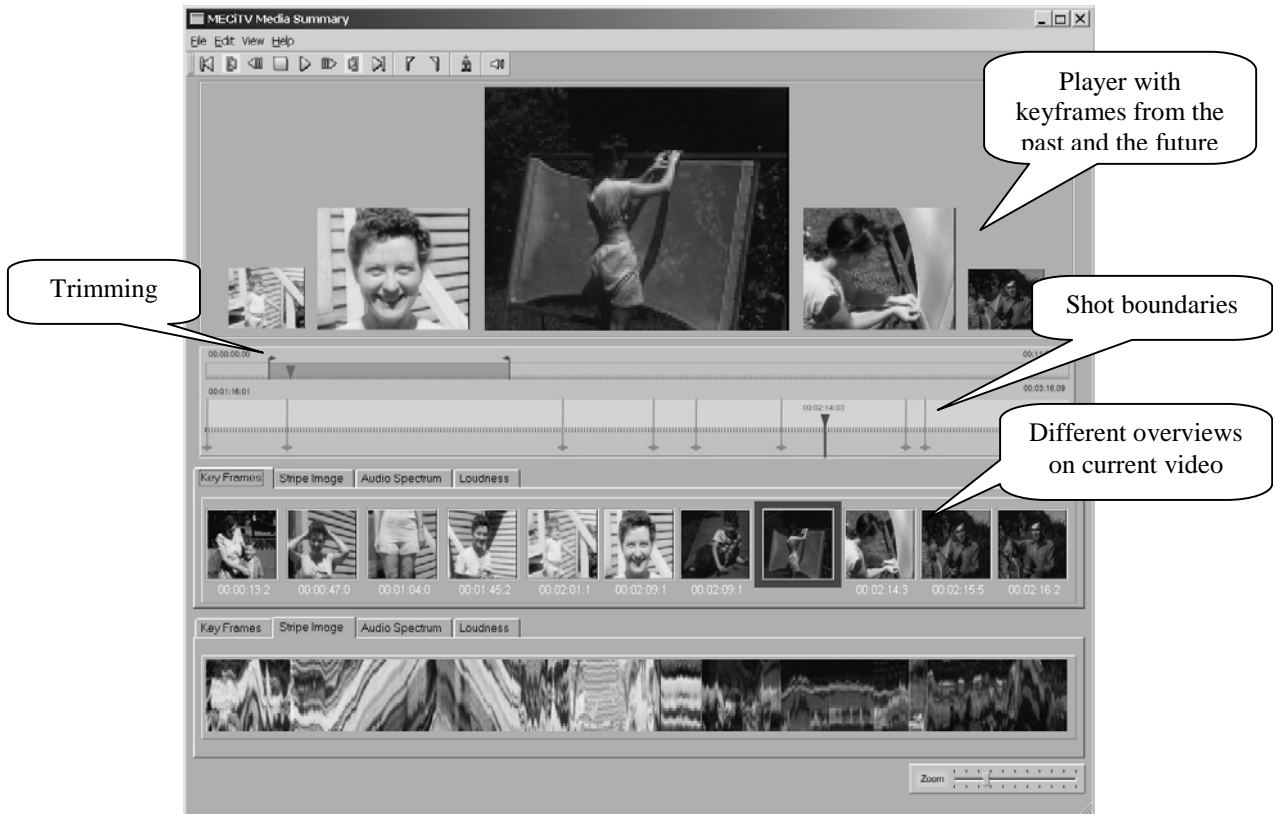 MECiTV Media Summary
File Edit View Help
Player with
keyframes from the
past and the future
Trimming
Shot boundaries
00:00:00:00
00:01:16:01
00:03:16:09
00:02:14:03
Different overviews
on current video
Key Frames Stripe Image Audio Spectrum Loudness
00:00:13:2 00:00:47:0 00:01:04:0 00:01:45:2 00:02:01:1 00:02:09:1 00:02:09:1 00:02:14:3 00:02:15:5 00:02:16:2
Key Frames Stripe Image Audio Spectrum Loudness
Zoom